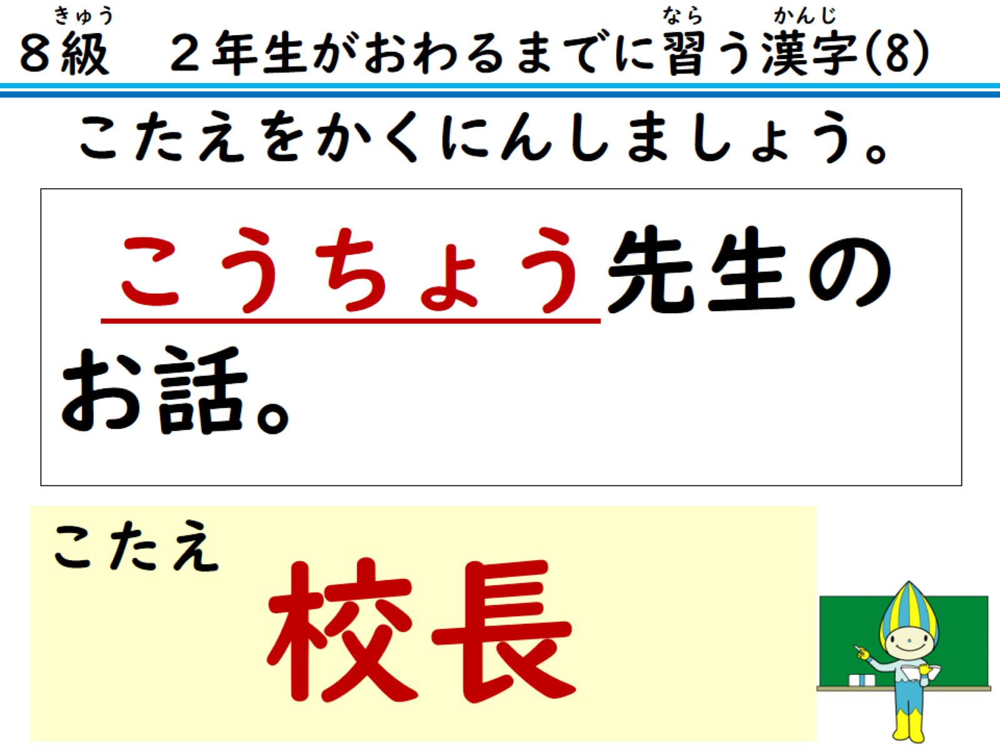 きゅう なら かんじ
8級 2年生がおわるまでに習う漢字(8)
こたえをかくにんしましょう。
こうちょう先生の
お話。
こたえ
校長